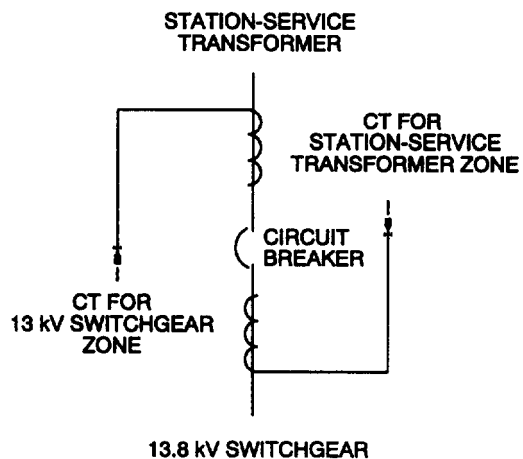 STATION-SERVICE
TRANSFORMER
CT FOR
STATION-SERVICE
TRANSFORMER ZONE
CIRCUIT
BREAKER
CT FOR
13 kV SWITCHGEAR
ZONE
13.8 kV SWITCHGEAR